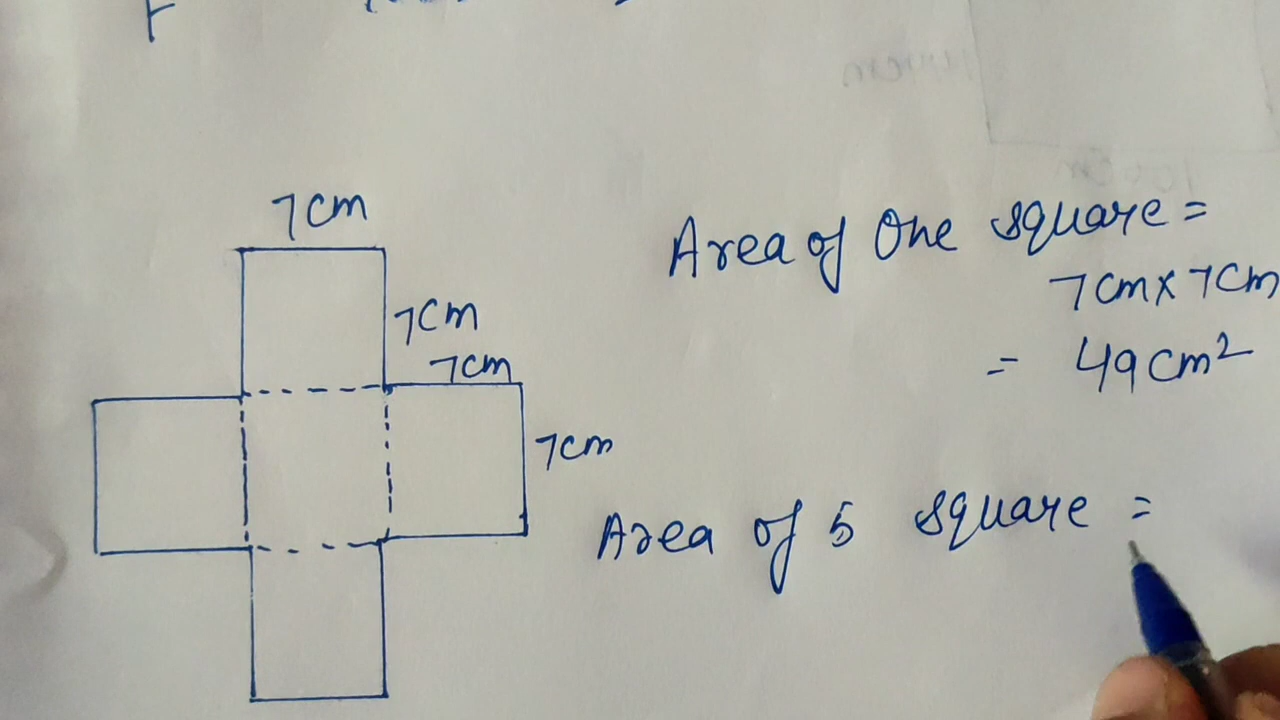 7cm
7cm
7cm
7cm
Area of One square =
7cm x 7cm
= 49cm²
Area of 5 square =